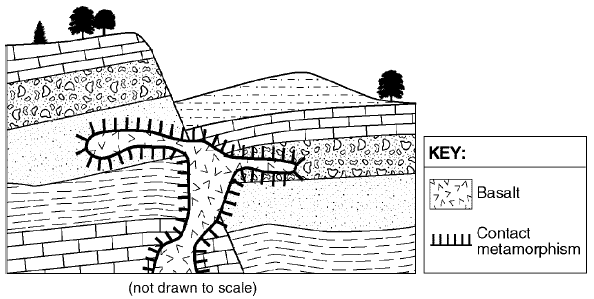 KEY:
Basalt
Contact
metamorphism
(not drawn to scale)